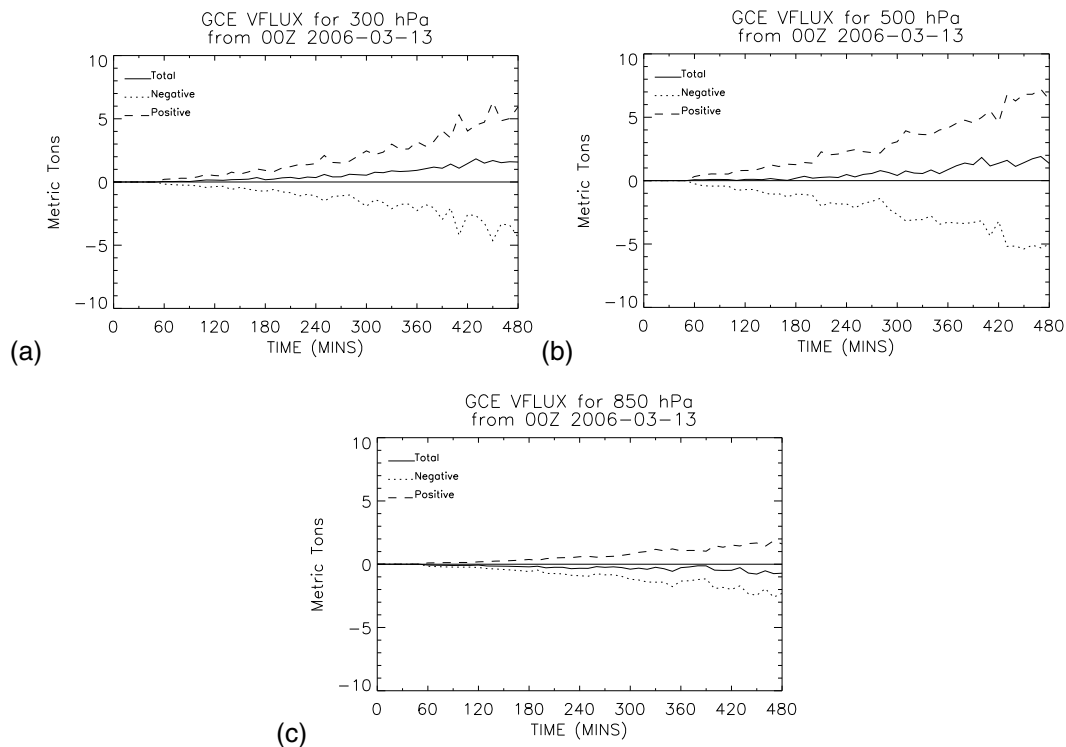 GCE VFLUX for 300 hPa
from 00Z 2006-03-13
10
5
0
-5
-10
Metric Tons
Total
Negative
Positive
0 60 120 180 240 300 360 420 480
TIME (MINS)
(a)
GCE VFLUX for 500 hPa
from 00Z 2006-03-13
10
5
0
-5
-10
Metric Tons
Total
Negative
Positive
0 60 120 180 240 300 360 420 480
TIME (MINS)
(b)
GCE VFLUX for 850 hPa
from 00Z 2006-03-13
10
5
0
-5
-10
Metric Tons
Total
Negative
Positive
0 60 120 180 240 300 360 420 480
TIME (MINS)
(c)